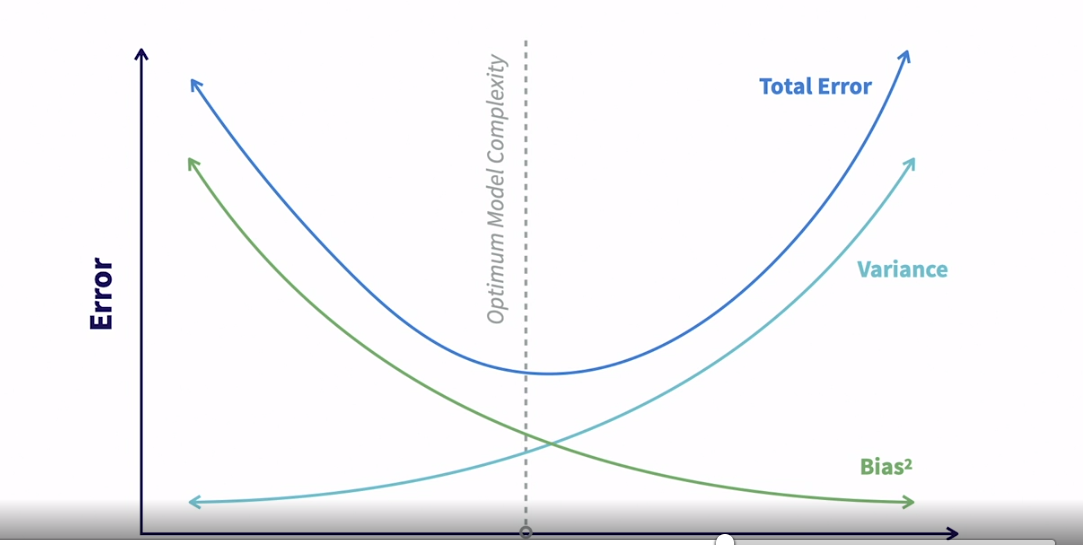 Optimum Model Complexity
Total Error
Variance
Error
Bias²